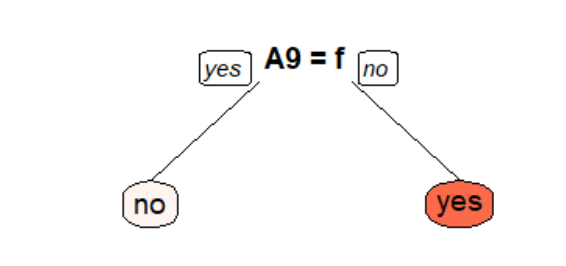 yes A9 = f no
no yes